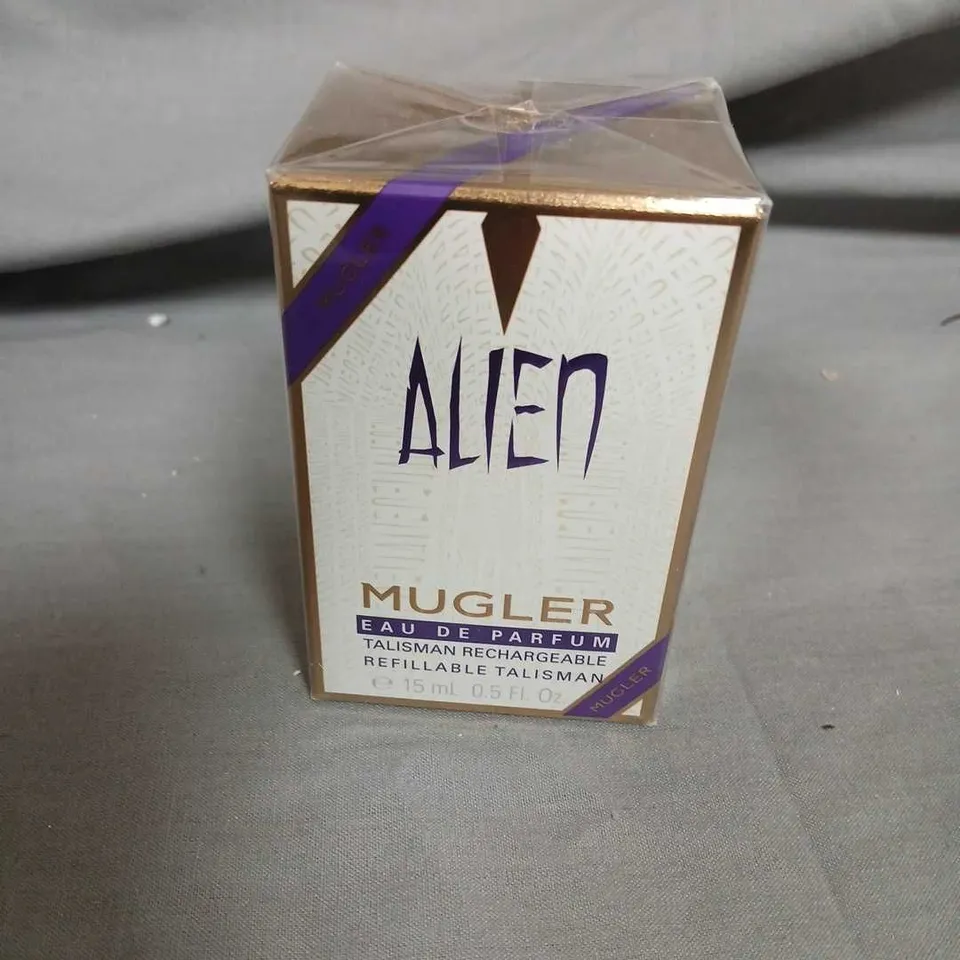 MUGLER
ALIEN
MUGLER
EAU DE PARFUM
TALISMAN RECHARGEABLE
REFILLABLE TALISMAN
℮ 15 mL 0.5 Fl. Oz
MUGLER